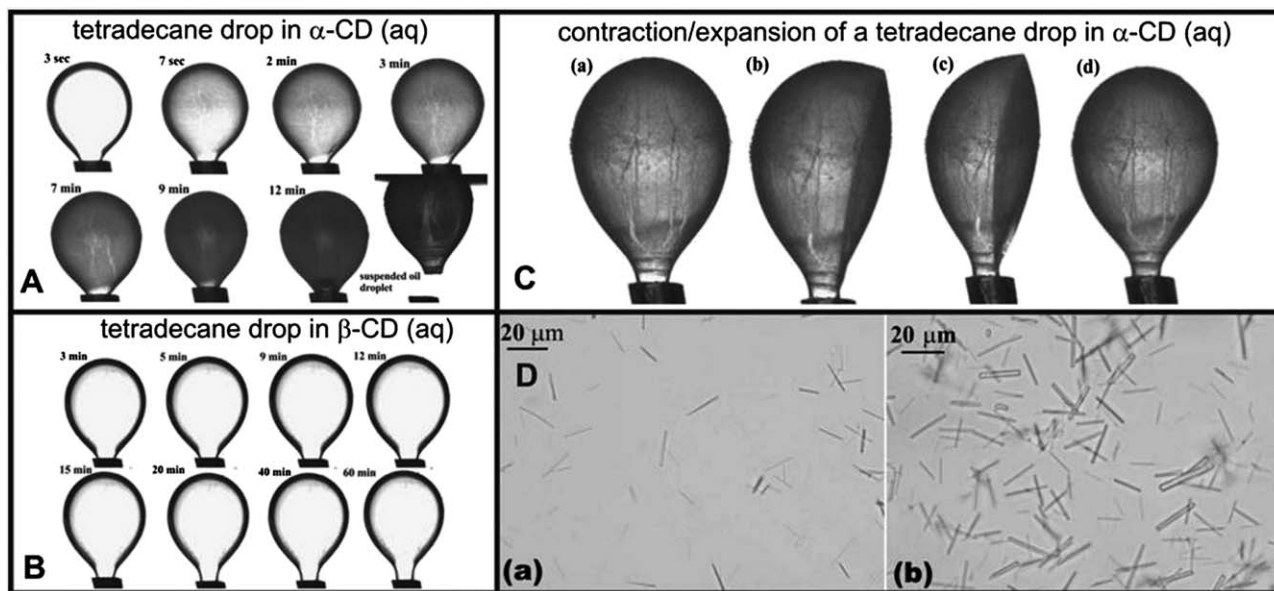 tetradecane drop in α-CD (aq)
3 sec
7 sec
2 min
3 min
7 min
9 min
12 min
suspended oil
droplet
A
tetradecane drop in β-CD (aq)
3 min
5 min
9 min
12 min
15 min
20 min
40 min
60 min
B
contraction/expansion of a tetradecane drop in α-CD (aq)
(a)
(b)
(c)
(d)
C
20 μm
D
(a)
20 μm
(b)